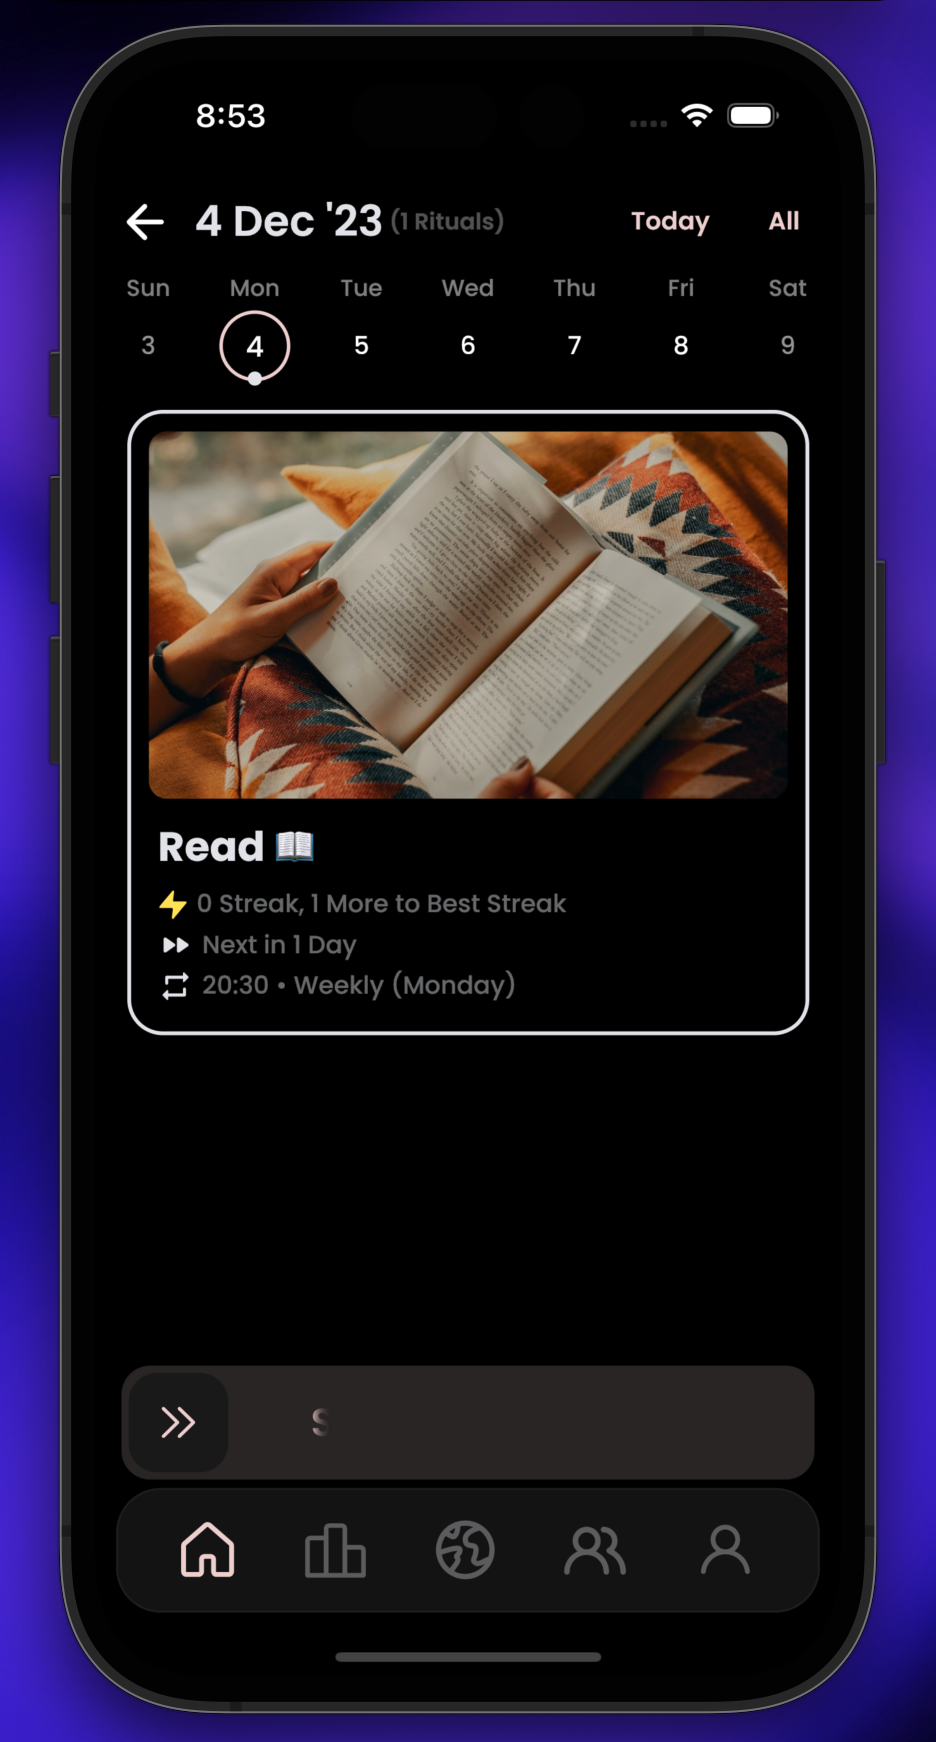 8:53
4 Dec '23 (1 Rituals) Today All
Sun Mon Tue Wed Thu Fri Sat
3 4 5 6 7 8 9
Read 📖
0 Streak, 1 More to Best Streak
Next in 1 Day
20:30 • Weekly (Monday)
S